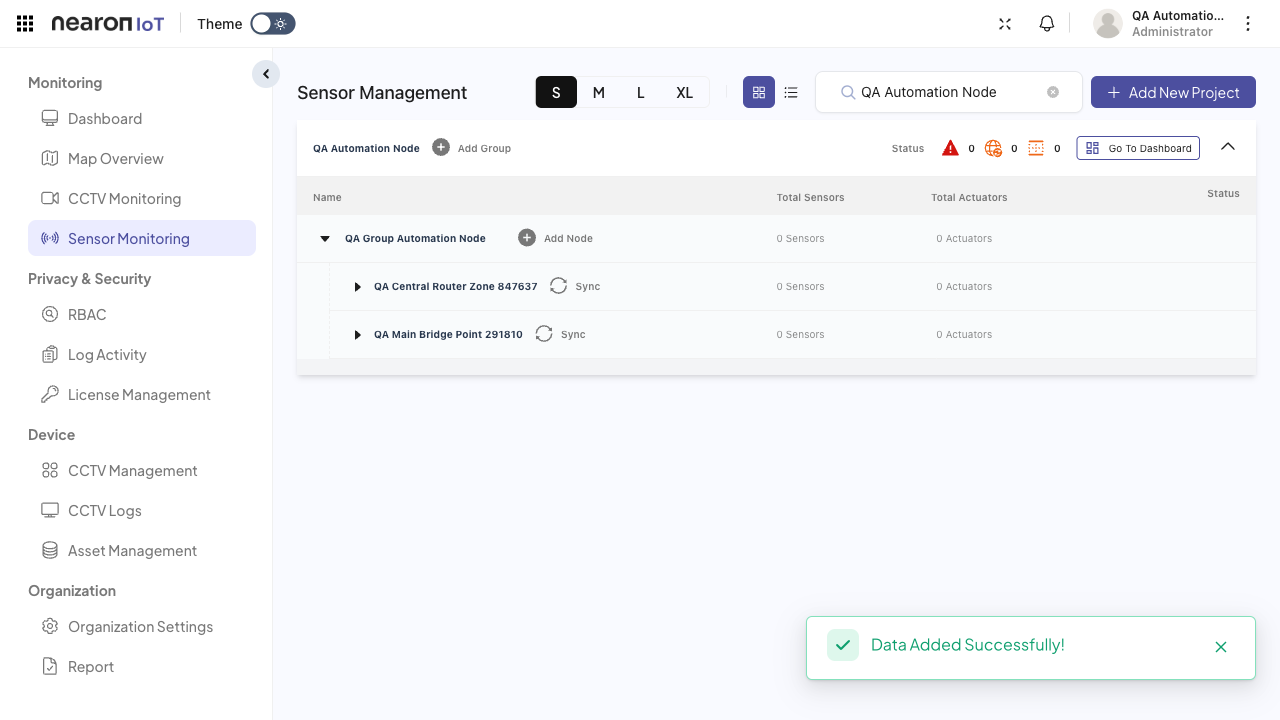 nearon IoT
Theme
QA Automatio...
Administrator
Monitoring
Dashboard
Map Overview
CCTV Monitoring
Sensor Monitoring
Privacy & Security
RBAC
Log Activity
License Management
Device
CCTV Management
CCTV Logs
Asset Management
Organization
Organization Settings
Report
Sensor Management
S M L XL
QA Automation Node
Add New Project
QA Automation Node Add Group
Status 0 0 0 Go To Dashboard
Name Total Sensors Total Actuators Status
QA Group Automation Node Add Node 0 Sensors 0 Actuators
QA Central Router Zone 847637 Sync 0 Sensors 0 Actuators
QA Main Bridge Point 291810 Sync 0 Sensors 0 Actuators
Data Added Successfully!